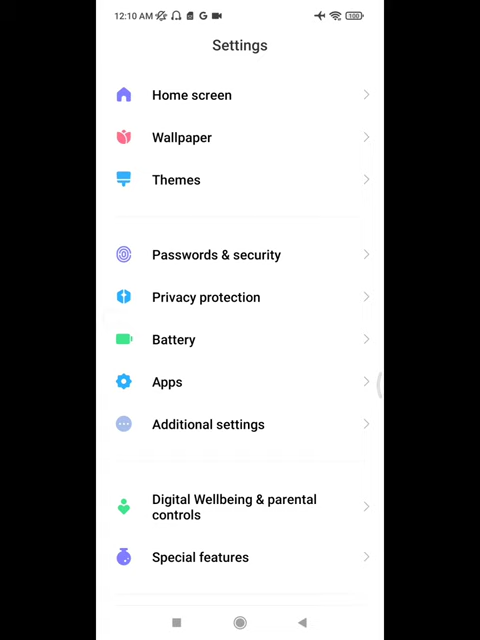 12:10 AM
100
Settings
Home screen
Wallpaper
Themes
Passwords & security
Privacy protection
Battery
Apps
Additional settings
Digital Wellbeing & parental
controls
Special features